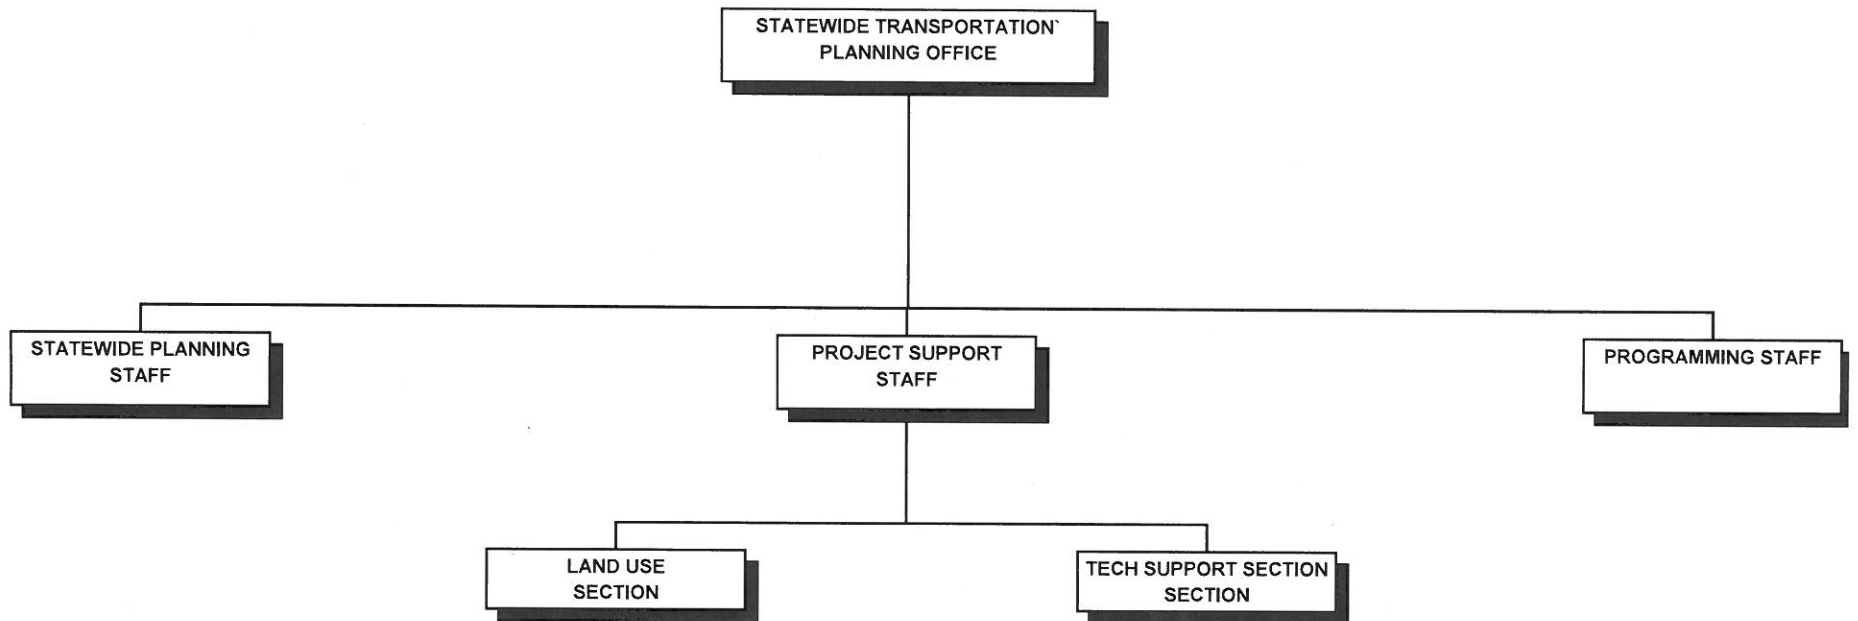 STATEWIDE TRANSPORTATION`
PLANNING OFFICE
STATEWIDE PLANNING
STAFF
PROJECT SUPPORT
STAFF
PROGRAMMING STAFF
LAND USE
SECTION
TECH SUPPORT SECTION
SECTION